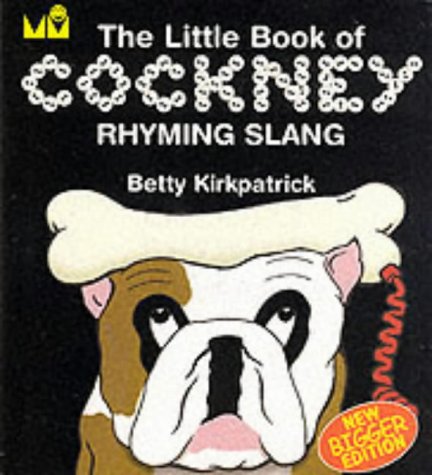 The Little Book of
COCKNEY
RHYMING SLANG
Betty Kirkpatrick
NEW
BIGGER
EDITION